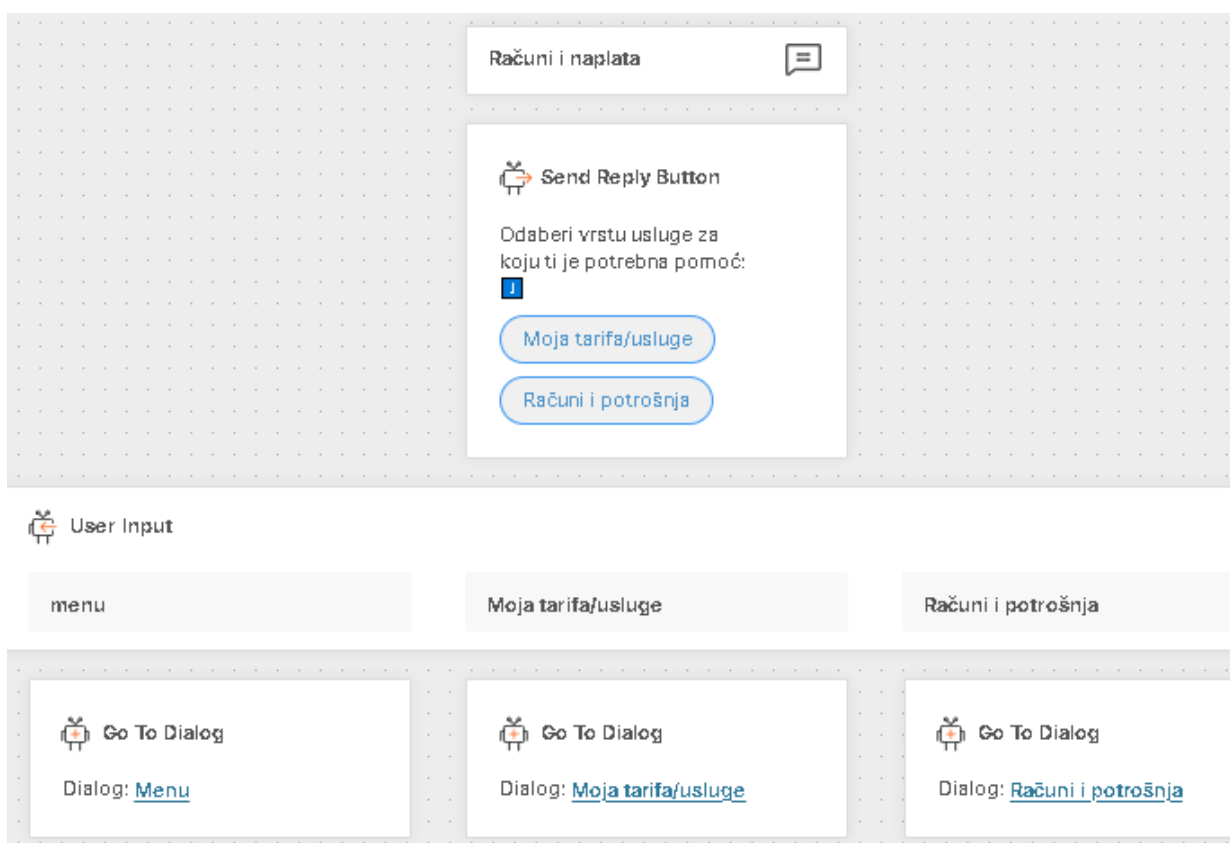 Računi i naplata
Send Reply Button
Odaberi vrstu usluge za
koju ti je potrebna pomoć:
Moja tarifa/usluge
Računi i potrošnja
User Input
menu
Moja tarifa/usluge
Računi i potrošnja
Go To Dialog
Go To Dialog
Go To Dialog
Dialog: Menu
Dialog: Moja tarifa/usluge
Dialog: Računi i potrošnja